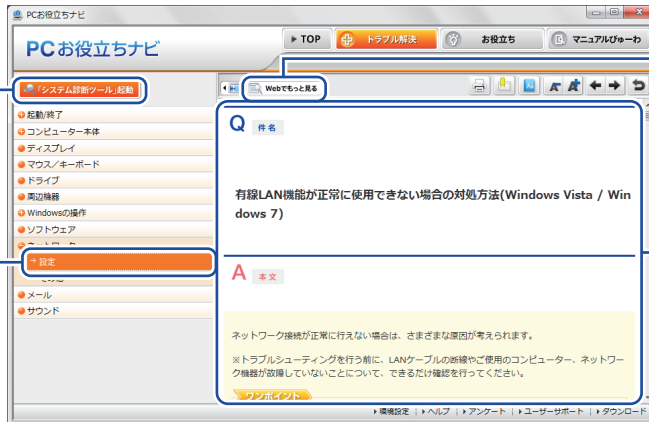 PCお役立ちナビ
PCお役立ちナビ
TOP
トラブル解決
お役立ち
マニュアルびゅーわ
「システム診断ツール」起動
Webでもっと見る
起動/終了
コンピューター本体
ディスプレイ
マウス/キーボード
ドライブ
周辺機器
Windowsの操作
ソフトウェア
設定
メール
サウンド
Q 件名
有線LAN機能が正常に使用できない場合の対処方法(Windows Vista / Win
dows 7)
A 本文
ネットワーク接続が正常に行えない場合は、さまざまな原因が考えられます。
※トラブルシューティングを行う前に、LANケーブルの断線やご使用のコンピューター、ネットワー
ク機器が故障していないことについて、できるだけ確認を行ってください。
ワンポイント
環境設定 | ヘルプ | アンケート | ユーザーサポート | ダウンロード